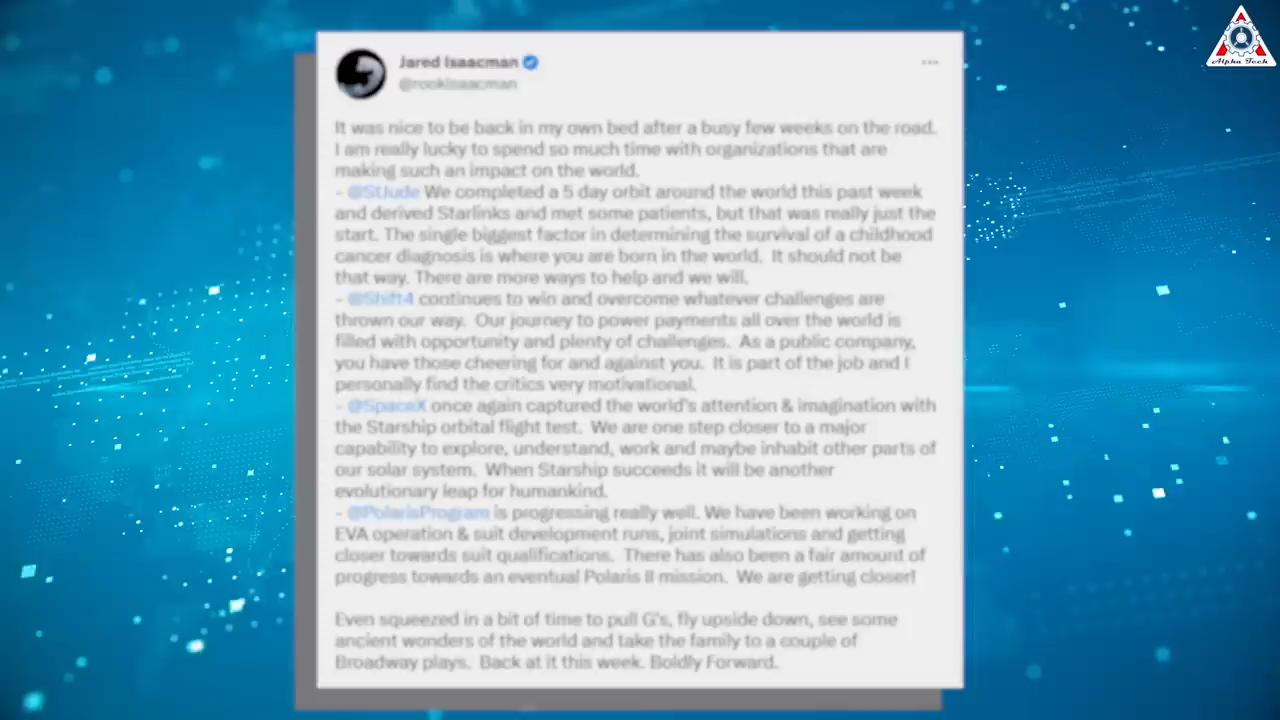 Alpha Tech
Jared Isaacman
@rookisaacman
It was nice to be back in my own bed after a busy few weeks on the road.
I am really lucky to spend so much time with organizations that are
making such an impact on the world.
- @StJude We completed a 5 day orbit around the world this past week
and derived Starlinks and met some patients, but that was really just the
start. The single biggest factor in determining the survival of a childhood
cancer diagnosis is where you are born in the world. It should not be
that way. There are more ways to help and we will.
- @Shift4 continues to win and overcome whatever challenges are
thrown our way. Our journey to power payments all over the world is
filled with opportunity and plenty of challenges. As a public company,
you have those cheering for and against you. It is part of the job and I
personally find the critics very motivational.
- @SpaceX once again captured the world's attention & imagination with
the Starship orbital flight test. We are one step closer to a major
capability to explore, understand, work and maybe inhabit other parts of
our solar system. When Starship succeeds it will be another
evolutionary leap for humankind.
- @PolarisProgram is progressing really well. We have been working on
EVA operation & suit development runs, joint simulations and getting
closer towards suit qualifications. There has also been a fair amount of
progress towards an eventual Polaris II mission. We are getting closer!
Even squeezed in a bit of time to pull G's, fly upside down, see some
ancient wonders of the world and take the family to a couple of
Broadway plays. Back at it this week. Boldly Forward.